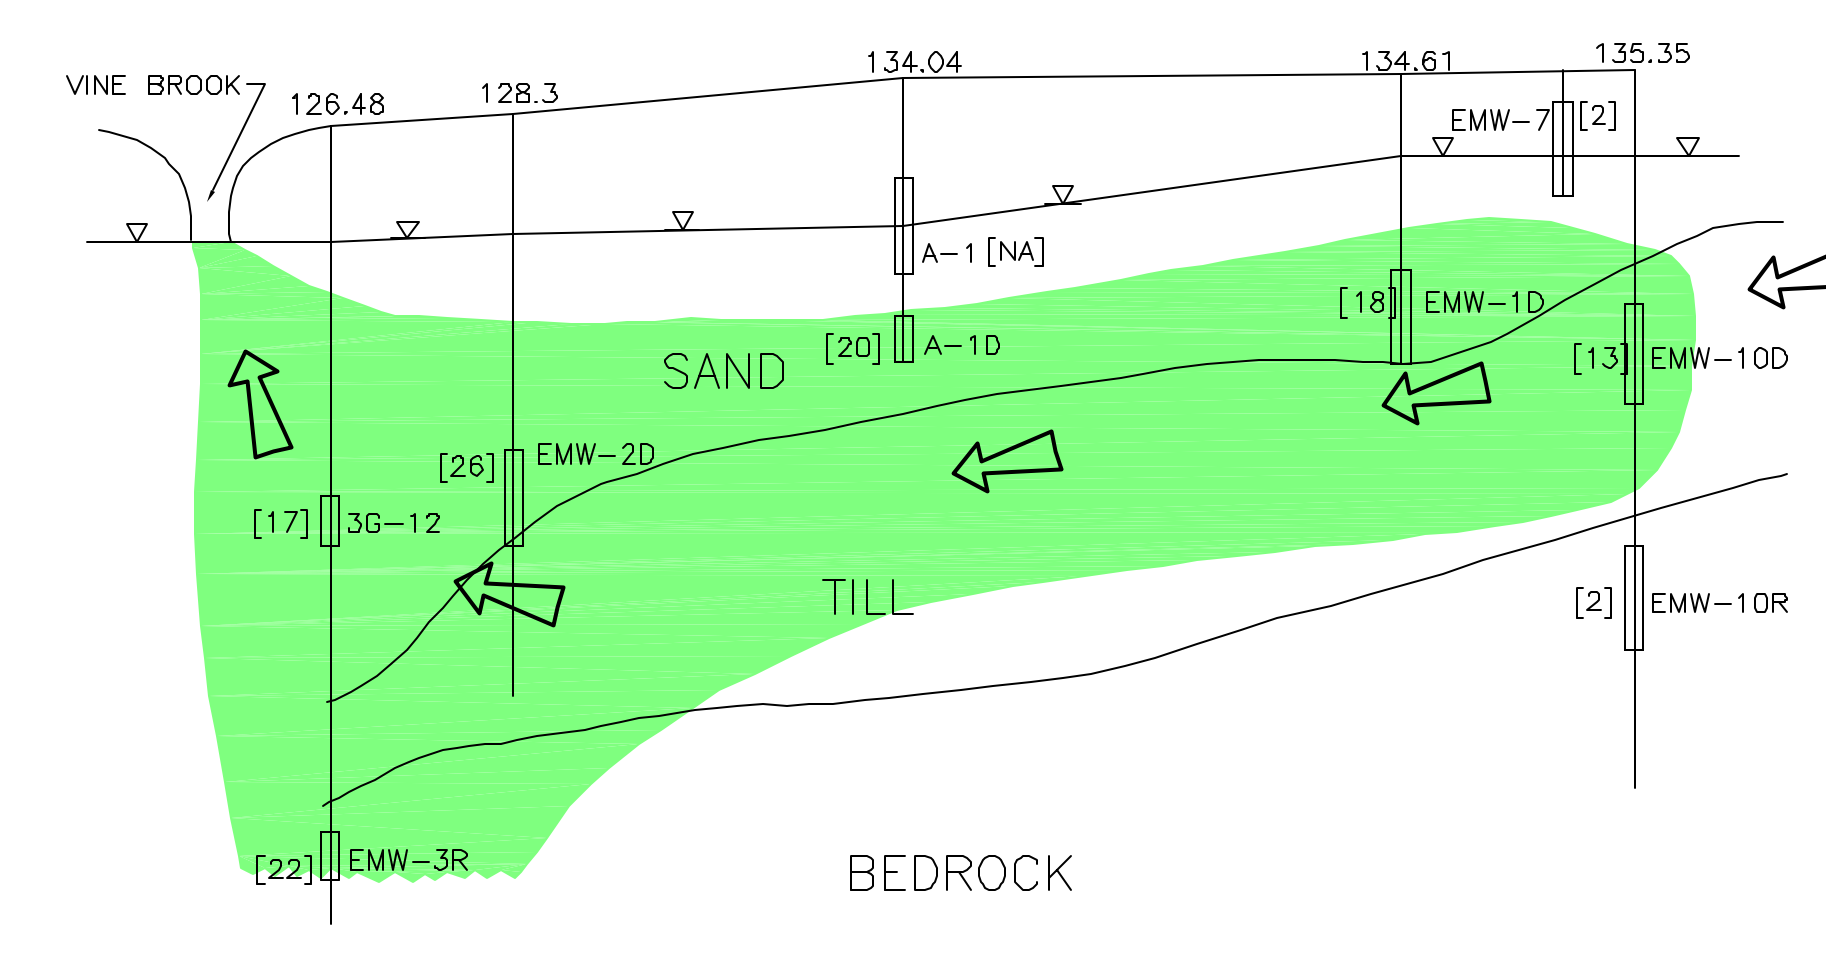 135.35
134.04
134.61
VINE BROOK
128.3
126.48
EMW-7 [2]
A-1 [NA]
[18] EMW-1D
[20] A-1D
[13] EMW-10D
SAND
[26] EMW-2D
[17] 3G-12
TILL
[2] EMW-10R
[22] EMW-3R
BEDROCK